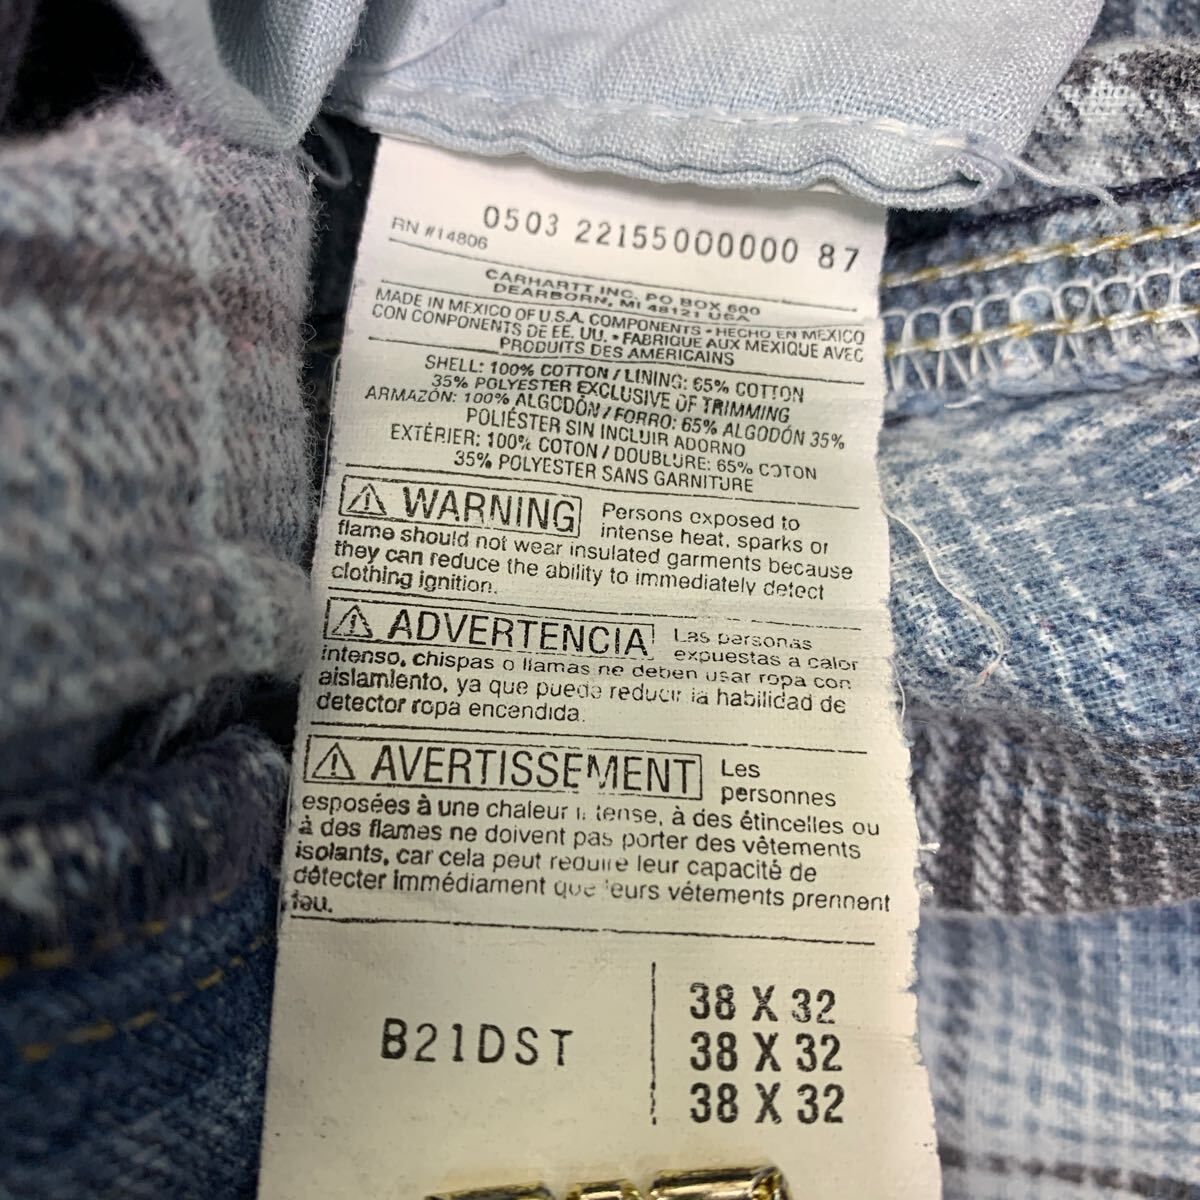 0503 22155000000 87
RN #14806
CARHARTT INC. PO BOX 600
DEARBORN, MI 48121 USA
MADE IN MEXICO OF U.S.A. COMPONENTS • HECHO EN MEXICO
CON COMPONENTS DE EE. UU. • FABRIQUE AUX MEXIQUE AVEC
PRODUITS DES AMERICAINS
SHELL: 100% COTTON / LINING: 65% COTTON
35% POLYESTER EXCLUSIVE OF TRIMMING
ARMAZÓN: 100% ALGODÓN / FORRO: 65% ALGODÓN 35%
POLIÉSTER SIN INCLUIR ADORNO
EXTÉRIER: 100% COTON / DOUBLURE: 65% COTON
35% POLYESTER SANS GARNITURE
⚠ WARNING Persons exposed to
intense heat, sparks or
flame should not wear insulated garments because
they can reduce the ability to immediately detect
clothing ignition.
⚠ ADVERTENCIA Las personas
expuestas a calor
intenso, chispas o llamas no deben usar ropa con
aislamiento, ya que puede reducir la habilidad de
detector ropa encendida.
⚠ AVERTISSEMENT Les
personnes
esposées à une chaleur intense, à des étincelles ou
à des flames ne doivent pas porter des vêtements
isolants, car cela peut reduire leur capacité de
détecter immédiament que leurs vétements prennent
feu.
B21DST
38 X 32
38 X 32
38 X 32